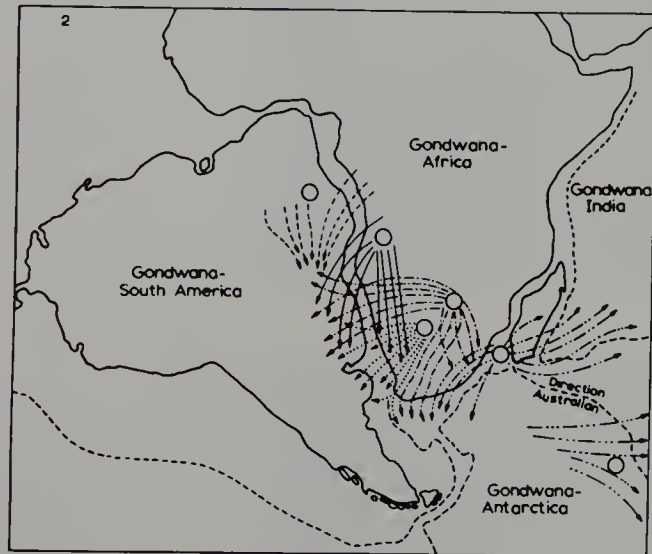 2
Gondwana-
Africa
Gondwana
India
Gondwana-
South America
Direction
Australian
Gondwana-
Antarctica